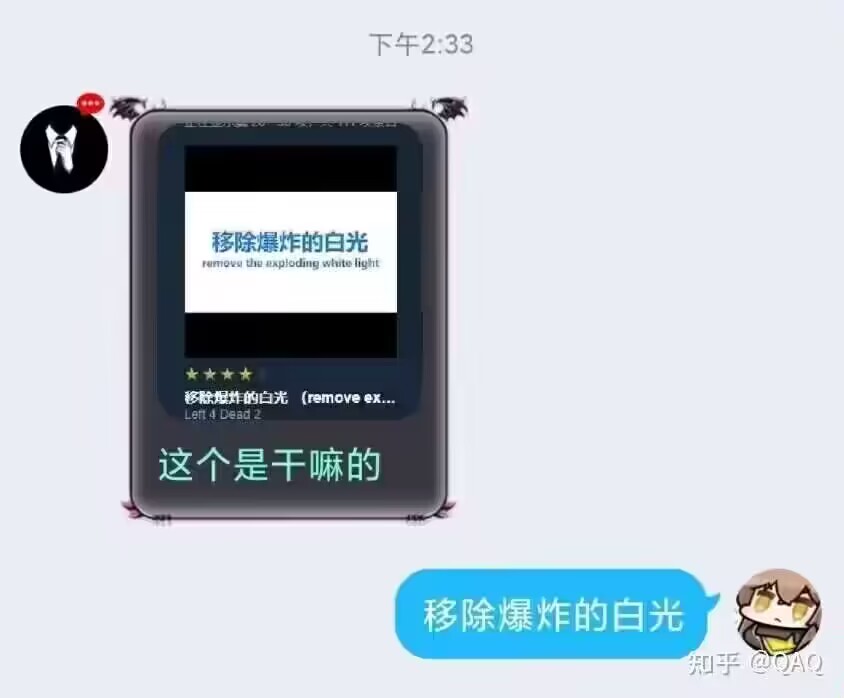 下午2:33
移除爆炸的白光
remove the exploding white light
移除爆炸的白光 （remove ex...
Left 4 Dead 2
这个是干嘛的
移除爆炸的白光
知乎 @QAQ